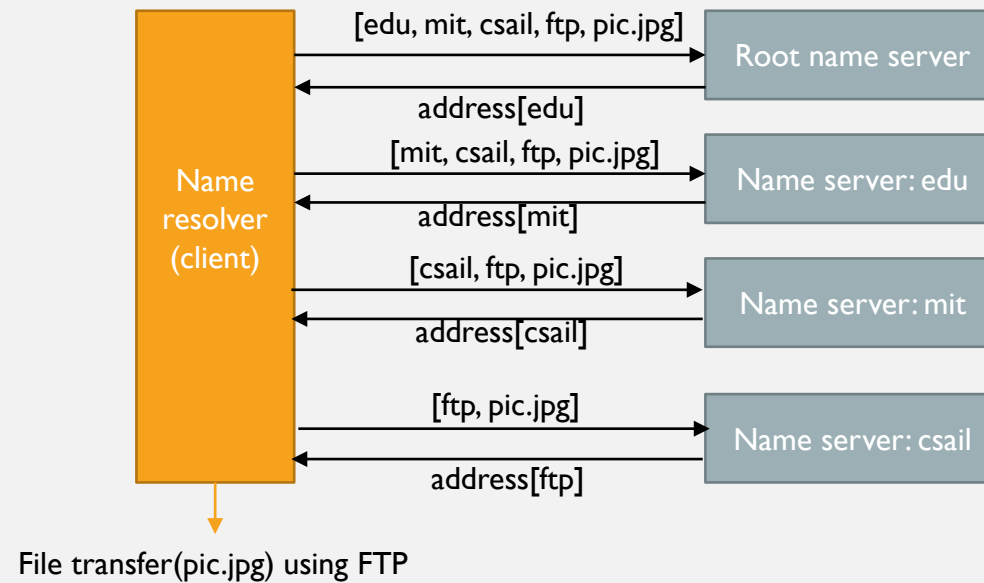 [edu, mit, csail, ftp, pic.jpg]
Root name server
address[edu]
[mit, csail, ftp, pic.jpg]
Name server: edu
address[mit]
Name
resolver
(client)
[csail, ftp, pic.jpg]
Name server: mit
address[csail]
[ftp, pic.jpg]
Name server: csail
address[ftp]
File transfer(pic.jpg) using FTP